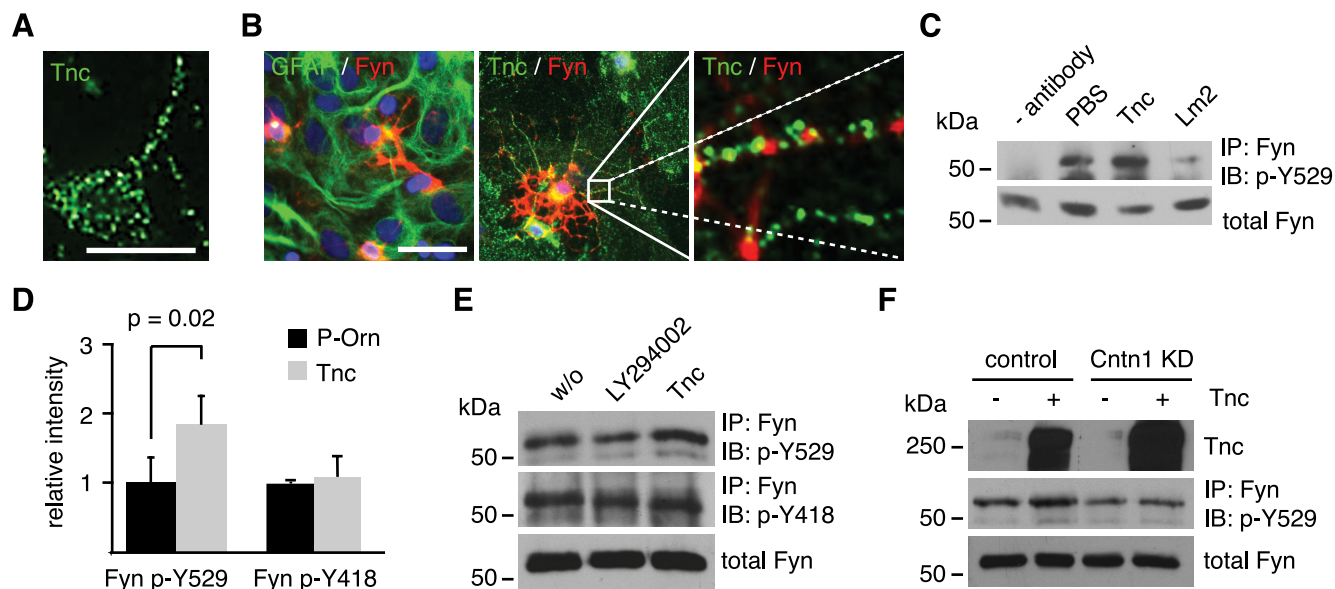 A
Tnc
B
GFAP / Fyn
Tnc / Fyn
Tnc / Fyn
C
kDa
- antibody
PBS
Tnc
Lm2
50
IP: Fyn
IB: p-Y529
50
total Fyn
D
p = 0.02
P-Orn
Tnc
relative intensity
3
2
1
Fyn p-Y529
Fyn p-Y418
E
kDa
w/o
LY294002
Tnc
50
IP: Fyn
IB: p-Y529
50
IP: Fyn
IB: p-Y418
50
total Fyn
F
control
Cntn1 KD
kDa
- + - + Tnc
250
Tnc
50
IP: Fyn
IB: p-Y529
50
total Fyn